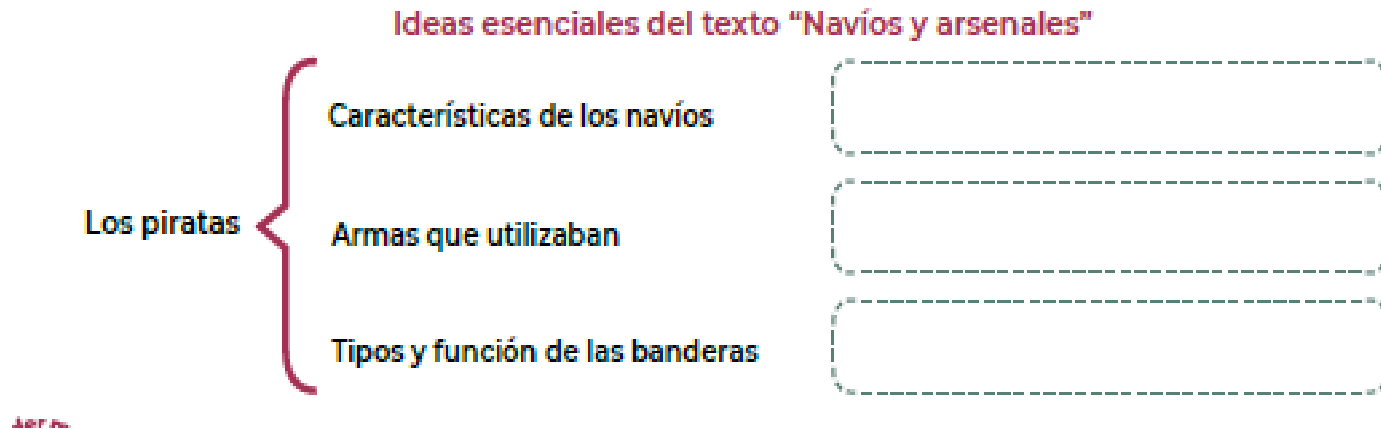 Ideas esenciales del texto “Navíos y arsenales”
Características de los navíos
Los piratas
Armas que utilizaban
Tipos y función de las banderas